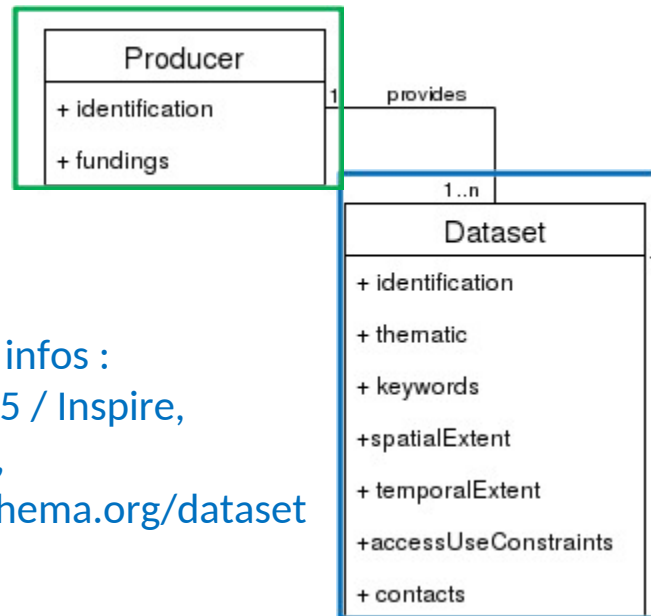 Producer
+ identification
+ fundings
1
provides
1..n
Dataset
+ identification
+ thematic
+ keywords
+spatialExtent
+ temporalExtent
+accessUseConstraints
+ contacts
infos :
5 / Inspire,
,
hema.org/dataset